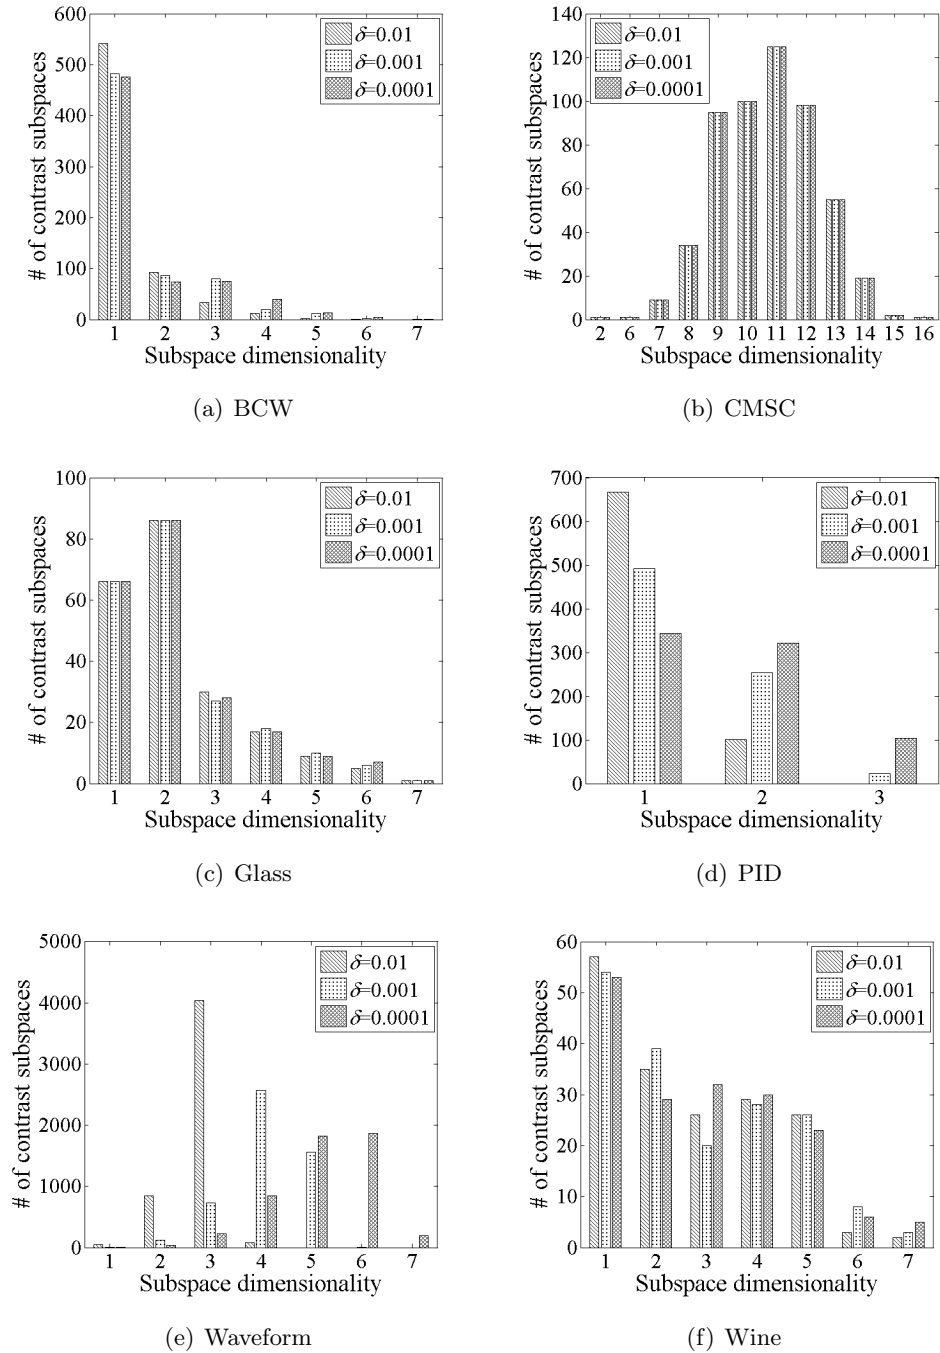 600
500
400
300
200
100
0
# of contrast subspaces
δ=0.01
δ=0.001
δ=0.0001
1 2 3 4 5 6 7
Subspace dimensionality
(a) BCW
140
120
100
80
60
40
20
0
# of contrast subspaces
δ=0.01
δ=0.001
δ=0.0001
2 6 7 8 9 10 11 12 13 14 15 16
Subspace dimensionality
(b) CMSC
100
80
60
40
20
0
# of contrast subspaces
δ=0.01
δ=0.001
δ=0.0001
1 2 3 4 5 6 7
Subspace dimensionality
(c) Glass
700
600
500
400
300
200
100
0
# of contrast subspaces
δ=0.01
δ=0.001
δ=0.0001
1 2 3
Subspace dimensionality
(d) PID
5000
4000
3000
2000
1000
0
# of contrast subspaces
δ=0.01
δ=0.001
δ=0.0001
1 2 3 4 5 6 7
Subspace dimensionality
(e) Waveform
60
50
40
30
20
10
0
# of contrast subspaces
δ=0.01
δ=0.001
δ=0.0001
1 2 3 4 5 6 7
Subspace dimensionality
(f) Wine